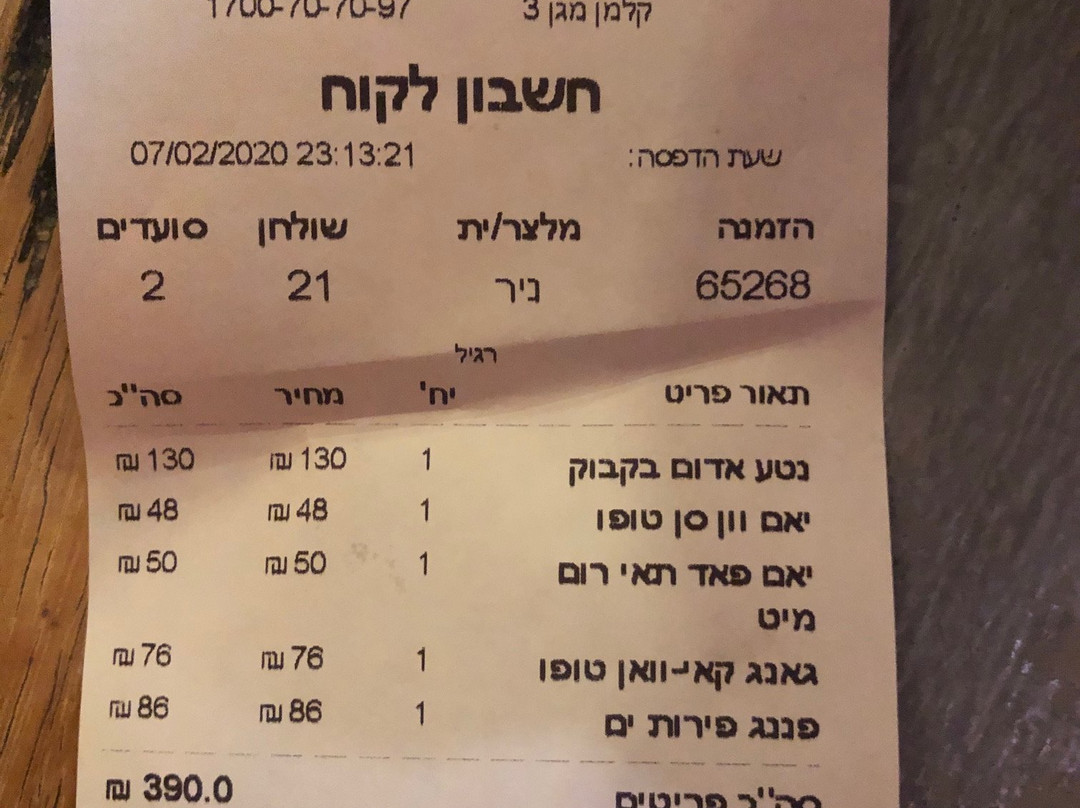 קלמן מגן 3 1700-70-70-97
חשבון לקוח
שעת הדפסה: 07/02/2020 23:13:21
הזמנה מלצר/ית שולחן סועדים
65268 ניר 21 2
רגיל
תאור פריט יח' מחיר סה"כ
נטע אדום בקבוק 1 130 ₪ 130 ₪
יאם וון סן טופו 1 48 ₪ 48 ₪
יאם פאד תאי רום 1 50 ₪ 50 ₪
מיט
גאנג קאי-וואן טופו 1 76 ₪ 76 ₪
פננג פירות ים 1 86 ₪ 86 ₪
סה"כ פריטים 390.0 ₪